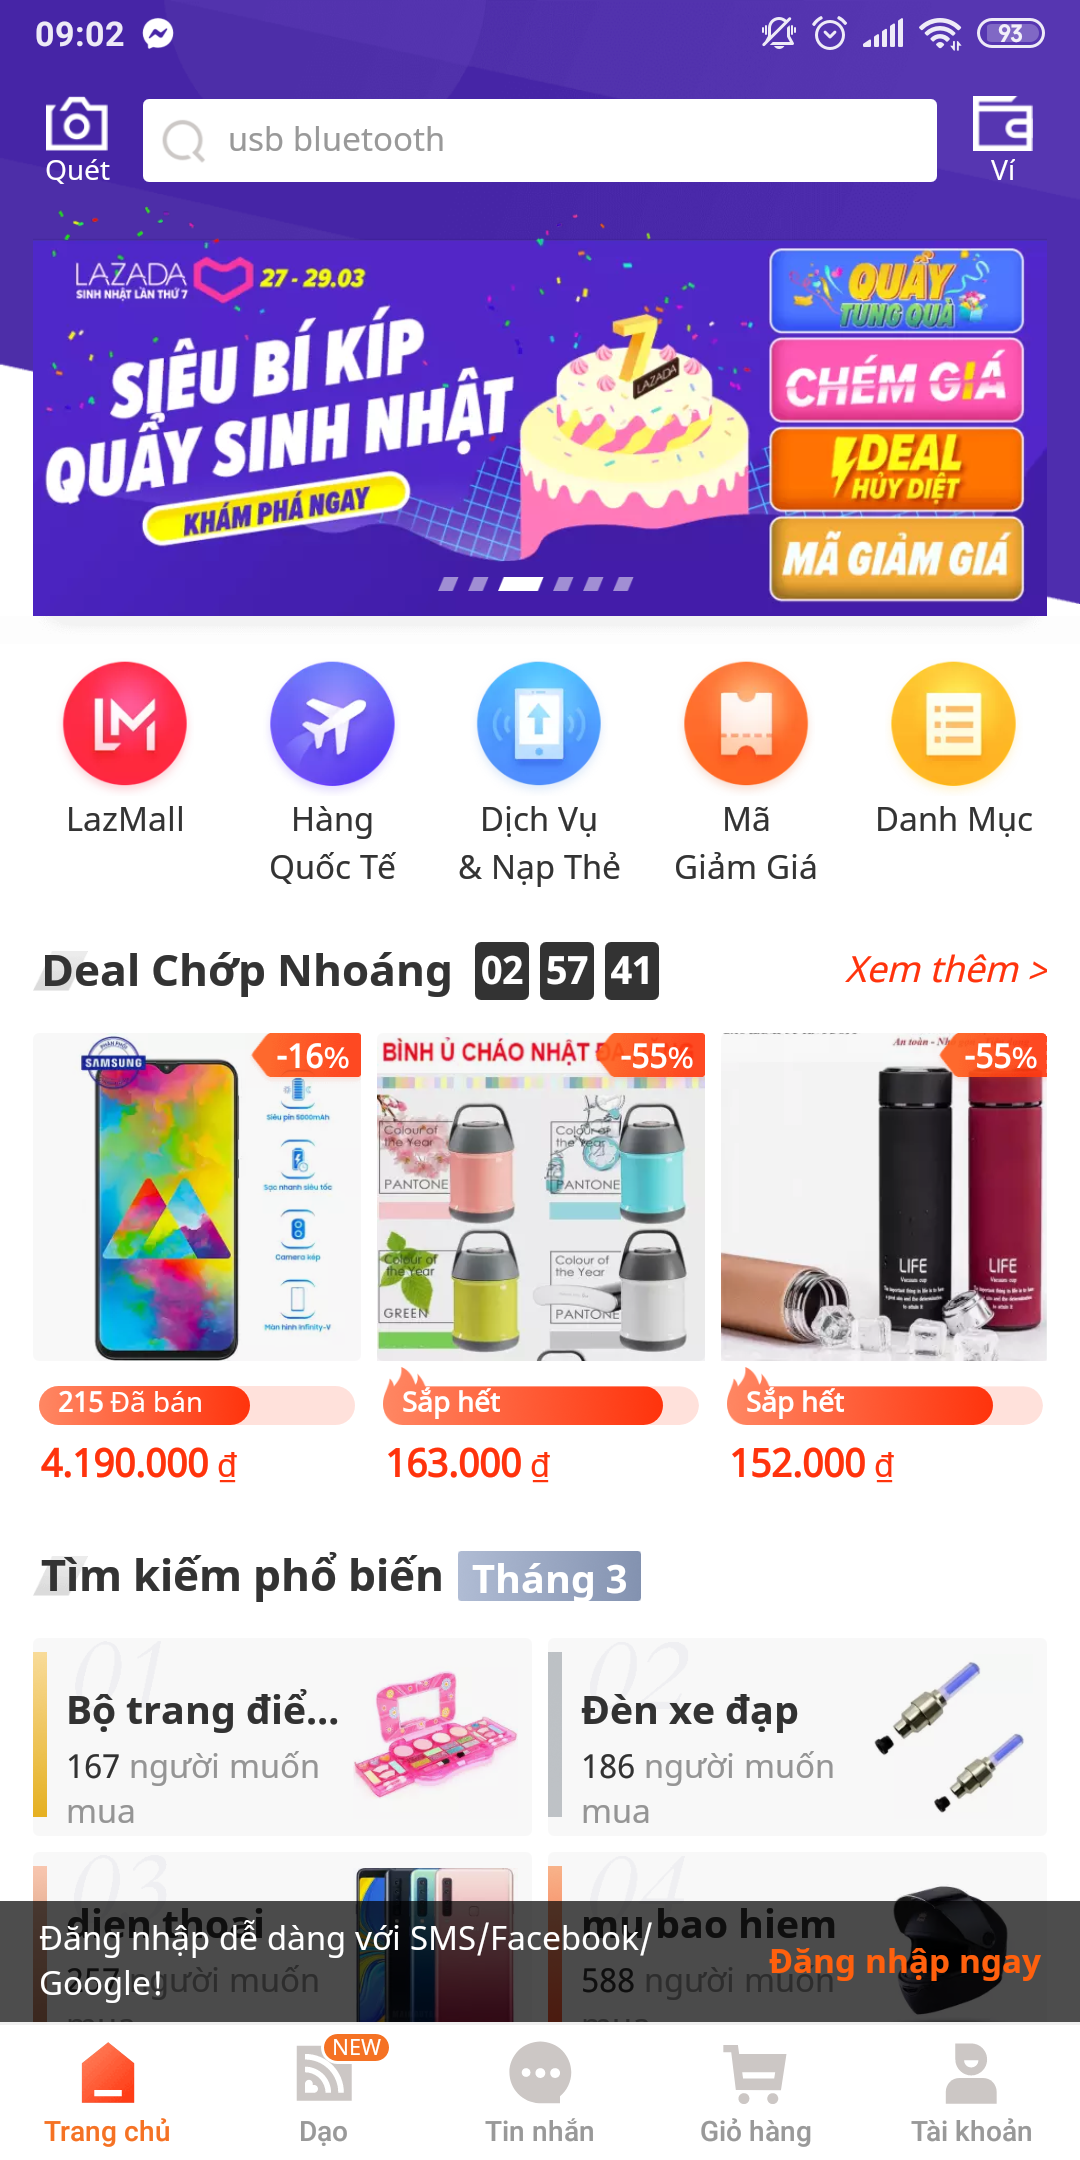 09:02
93
Quét
usb bluetooth
Ví
LAZADA
SINH NHẬT LẦN THỨ 7
27 - 29.03
SIÊU BÍ KÍP
QUẨY SINH NHẬT
KHÁM PHÁ NGAY
7
LAZADA
QUẨY
TUNG QUÀ
CHÉM GIÁ
DEAL
HỦY DIỆT
MÃ GIẢM GIÁ
LazMall
Hàng
Quốc Tế
Dịch Vụ
& Nạp Thẻ
Mã
Giảm Giá
Danh Mục
Deal Chớp Nhoáng 02 57 41
Xem thêm >
PHÂN PHỐI
SAMSUNG
-16%
Siêu pin 5000mAh
Sạc nhanh siêu tốc
Camera kép
Màn hình Infinity-V
BÌNH Ủ CHÁO NHẬT
-55%
Colour of
the Year
PANTONE
Colour of
the Year
PANTONE
Colour of
the Year
GREEN
Colour of
the Year
PANTONE
An toàn -
-55%
LIFE
Vacuum cup
LIFE
Vacuum cup
215 Đã bán
Sắp hết
Sắp hết
4.190.000 ₫
163.000 ₫
152.000 ₫
Tìm kiếm phổ biến Tháng 3
01
Bộ trang điể...
167 người muốn
mua
02
Đèn xe đạp
186 người muốn
mua
03
dien thoai
257 người muốn
mua
04
mu bao hiem
588 người muốn
mua
Đăng nhập dễ dàng với SMS/Facebook/
Google!
Đăng nhập ngay
NEW
Trang chủ
Dạo
Tin nhắn
Giỏ hàng
Tài khoản